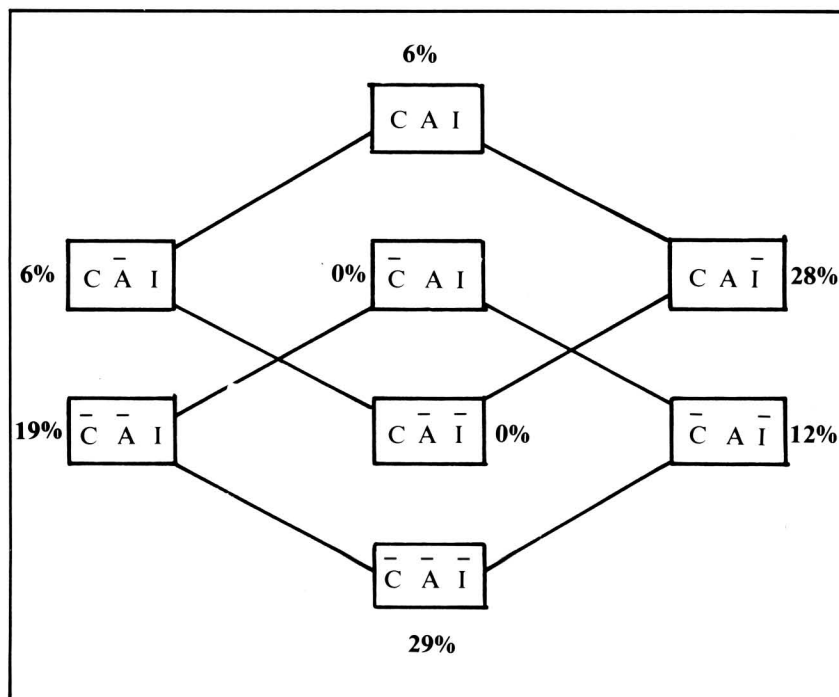 6%
C A I
6% C A̅ I 0% C̅ A I C A I̅ 28%
19% C̅ A̅ I C A̅ I̅ 0% C̅ A I̅ 12%
C̅ A̅ I̅
29%